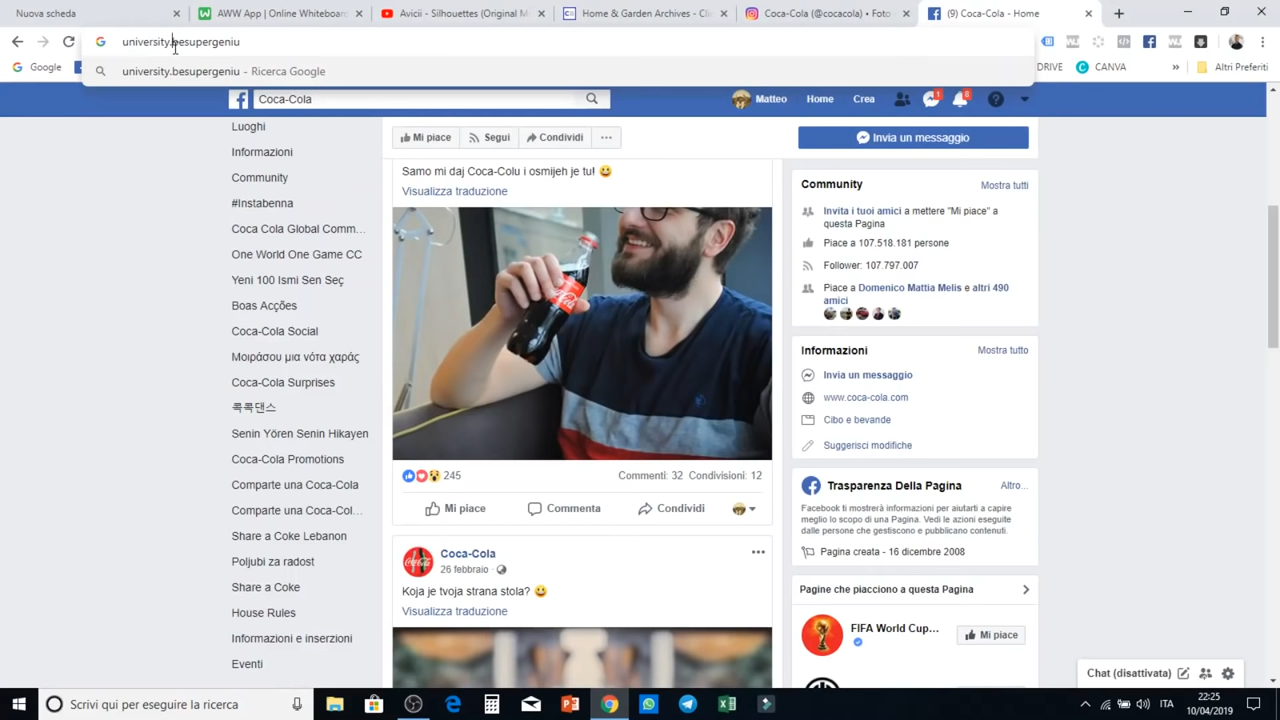 Nuova scheda
AWW App | Online Whiteboard
Avicii - Silhouettes (Original M
Home & Garden Archives - Cli
Coca-Cola (@cocacola) • Foto
(9) Coca-Cola - Home
university.besupergeniu
university.besupergeniu - Ricerca Google
Google
DRIVE
CANVA
»
Altri Preferiti
Coca-Cola
Matteo
Home
Crea
1
8
Luoghi
Informazioni
Community
#Instabenna
Coca Cola Global Comm...
One World One Game CC
Yeni 100 Ismi Sen Seç
Boas Acções
Coca-Cola Social
Μοιράσου μια νότα χαράς
Coca-Cola Surprises
콕콕댄스
Senin Yören Senin Hikayen
Coca-Cola Promotions
Comparte una Coca-Cola
Comparte una Coca-Col...
Share a Coke Lebanon
Poljubi za radost
Share a Coke
House Rules
Informazioni e inserzioni
Eventi
Mi piace
Segui
Condividi
Invia un messaggio
Samo mi daj Coca-Colu i osmijeh je tu! 😀
Visualizza traduzione
245
Commenti: 32 Condivisioni: 12
Mi piace
Commenta
Condividi
Coca-Cola
26 febbraio
Koja je tvoja strana stola? 😀
Visualizza traduzione
Community
Mostra tutti
Invita i tuoi amici a mettere "Mi piace" a
questa Pagina
Piace a 107.518.181 persone
Follower: 107.797.007
Piace a Domenico Mattia Melis e altri 490
amici
Informazioni
Mostra tutto
Invia un messaggio
www.coca-cola.com
Cibo e bevande
Suggerisci modifiche
Trasparenza Della Pagina
Altro...
Facebook ti mostrerà informazioni per aiutarti a capire
meglio lo scopo di una Pagina. Vedi le azioni eseguite
dalle persone che gestiscono e pubblicano contenuti.
Pagina creata - 16 dicembre 2008
Pagine che piacciono a questa Pagina
FIFA World Cup...
Mi piace
Chat (disattivata)
Scrivi qui per eseguire la ricerca
ITA
22:25
10/04/2019